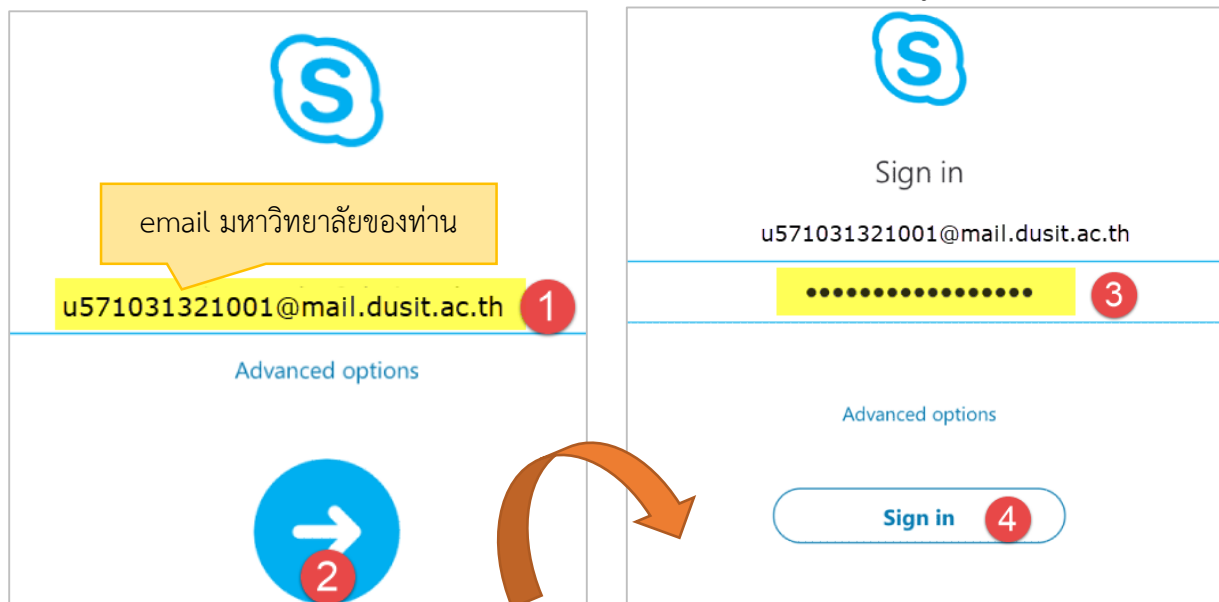 S
email มหาวิทยาลัยของท่าน
u571031321001@mail.dusit.ac.th 1
Advanced options
2
S
Sign in
u571031321001@mail.dusit.ac.th
••••••••••••••••• 3
Advanced options
Sign in 4